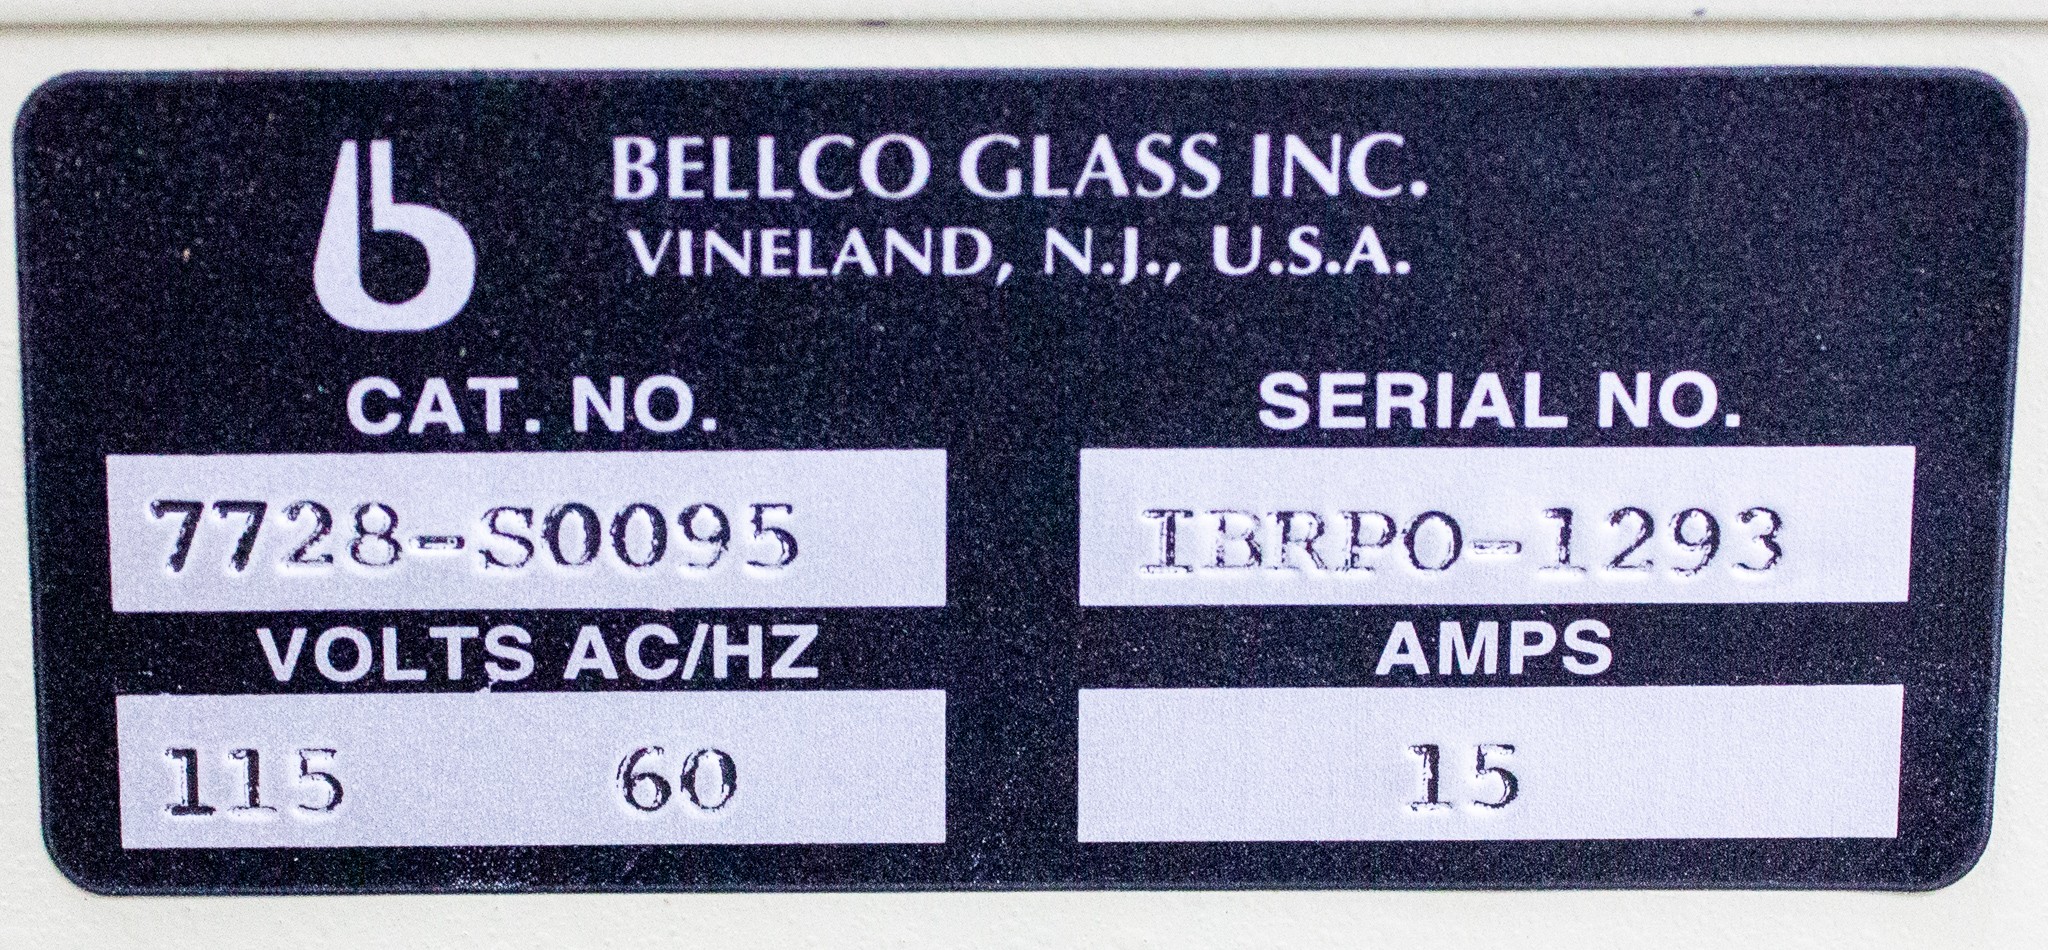 BELLCO GLASS INC.
VINELAND, N.J., U.S.A.
CAT. NO. SERIAL NO.
7728-S0095 IBRPO-1293
VOLTS AC/HZ AMPS
115 60 15